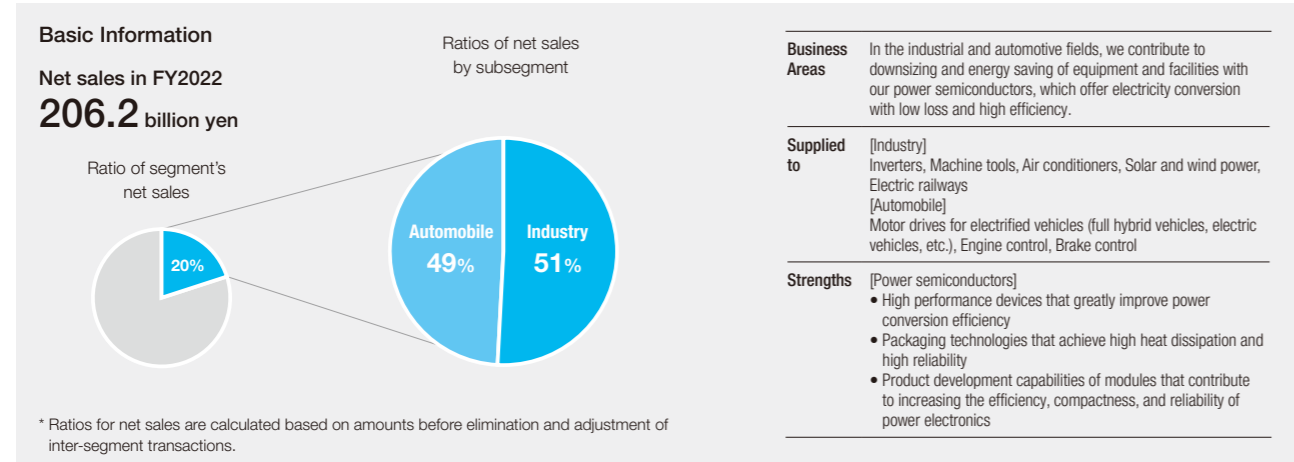 Basic Information
Net sales in FY2022
206.2 billion yen
Ratio of segment's
net sales
20%
Ratios of net sales
by subsegment
Automobile
49%
Industry
51%
* Ratios for net sales are calculated based on amounts before elimination and adjustment of
inter-segment transactions.
Business
Areas
In the industrial and automotive fields, we contribute to
downsizing and energy saving of equipment and facilities with
our power semiconductors, which offer electricity conversion
with low loss and high efficiency.
Supplied
to
[Industry]
Inverters, Machine tools, Air conditioners, Solar and wind power,
Electric railways
[Automobile]
Motor drives for electrified vehicles (full hybrid vehicles, electric
vehicles, etc.), Engine control, Brake control
Strengths
[Power semiconductors]
• High performance devices that greatly improve power
conversion efficiency
• Packaging technologies that achieve high heat dissipation and
high reliability
• Product development capabilities of modules that contribute
to increasing the efficiency, compactness, and reliability of
power electronics